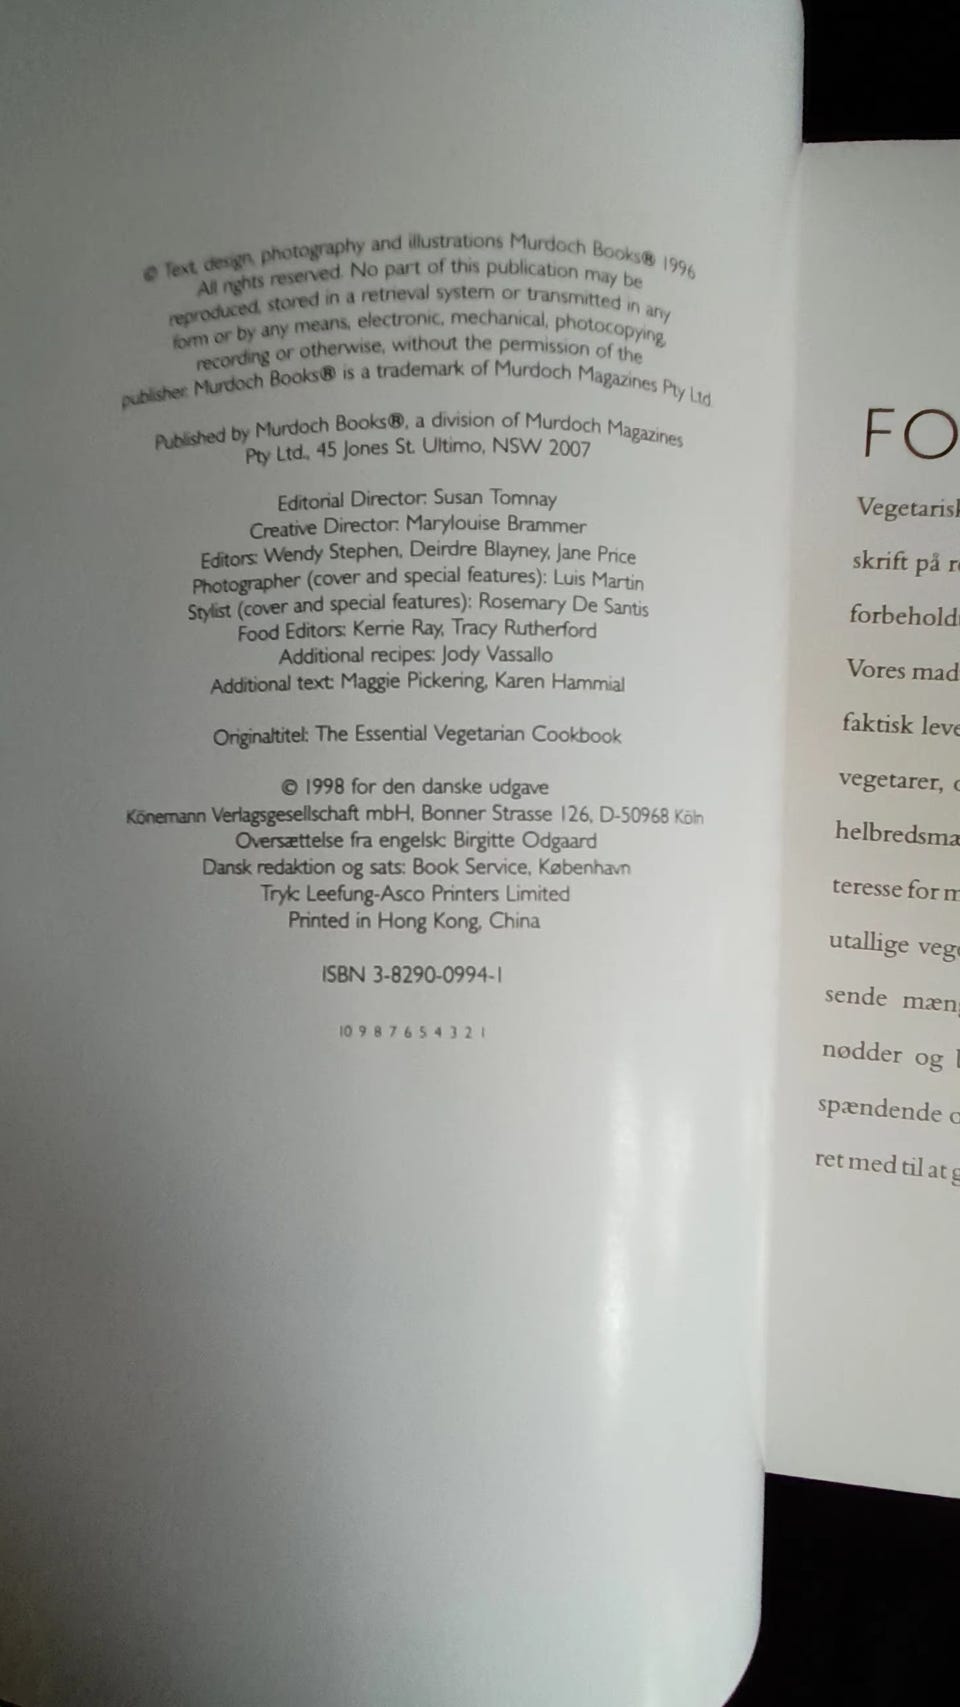 © Text, design, photography and illustrations Murdoch Books® 1996
All rights reserved. No part of this publication may be
reproduced, stored in a retrieval system or transmitted in any
form or by any means, electronic, mechanical, photocopying,
recording or otherwise, without the permission of the
publisher. Murdoch Books® is a trademark of Murdoch Magazines Pty Ltd.
Published by Murdoch Books®, a division of Murdoch Magazines
Pty Ltd., 45 Jones St. Ultimo, NSW 2007
Editorial Director: Susan Tomnay
Creative Director: Marylouise Brammer
Editors: Wendy Stephen, Deirdre Blayney, Jane Price
Photographer (cover and special features): Luis Martin
Stylist (cover and special features): Rosemary De Santis
Food Editors: Kerrie Ray, Tracy Rutherford
Additional recipes: Jody Vassallo
Additional text: Maggie Pickering, Karen Hammial
Originaltitel: The Essential Vegetarian Cookbook
© 1998 for den danske udgave
Könemann Verlagsgesellschaft mbH, Bonner Strasse 126, D-50968 Köln
Oversættelse fra engelsk: Birgitte Odgaard
Dansk redaktion og sats: Book Service, København
Tryk: Leefung-Asco Printers Limited
Printed in Hong Kong, China
ISBN 3-8290-0994-1
10 9 8 7 6 5 4 3 2 1
FO
Vegetarisk
skrift på
forbehold
Vores mad
faktisk leve
vegetarer,
helbredsmæ
teresse for m
utallige vege
sende mæng
nødder og
spændende o
ret med til at g